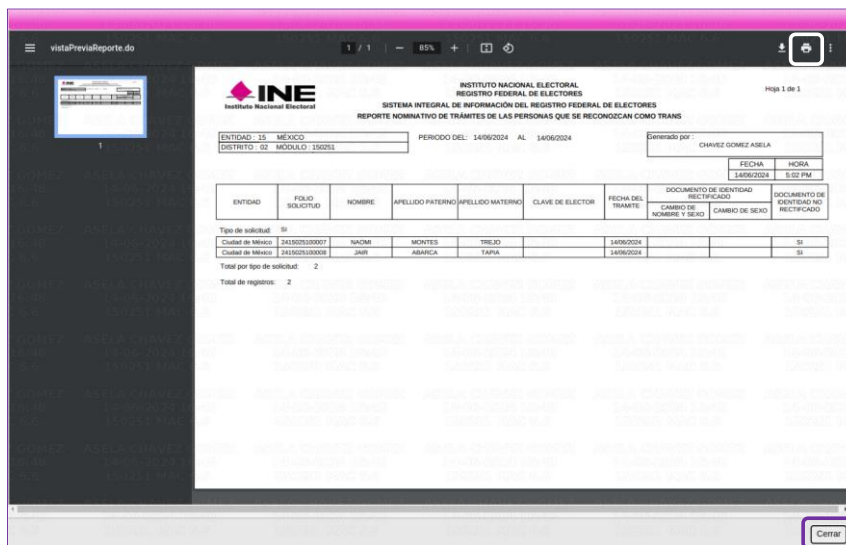 vistaPreviaReporte.do
1 / 1
85%
1
INE
Instituto Nacional Electoral
INSTITUTO NACIONAL ELECTORAL
REGISTRO FEDERAL DE ELECTORES
SISTEMA INTEGRAL DE INFORMACIÓN DEL REGISTRO FEDERAL DE ELECTORES
REPORTE NOMINATIVO DE TRÁMITES DE LAS PERSONAS QUE SE RECONOZCAN COMO TRANS
Hoja 1 de 1
ENTIDAD : 15 MÉXICO
DISTRITO : 02 MÓDULO : 150251
PERIODO DEL: 14/06/2024 AL 14/06/2024
Generado por :
CHAVEZ GOMEZ ASELA
FECHA HORA
14/06/2024 5:02 PM
ENTIDAD FOLIO SOLICITUD NOMBRE APELLIDO PATERNO APELLIDO MATERNO CLAVE DE ELECTOR FECHA DEL TRAMITE DOCUMENTO DE IDENTIDAD RECTIFICADO CAMBIO DE NOMBRE Y SEXO CAMBIO DE SEXO DOCUMENTO DE IDENTIDAD NO RECTIFCADO
Tipo de solicitud: SI
Ciudad de México 2415025100007 NAOMI MONTES TREJO 14/06/2024 SI
Ciudad de México 2415025100008 JAIR ABARCA TAPIA 14/06/2024 SI
Total por tipo de solicitud: 2
Total de registros: 2
Cerrar